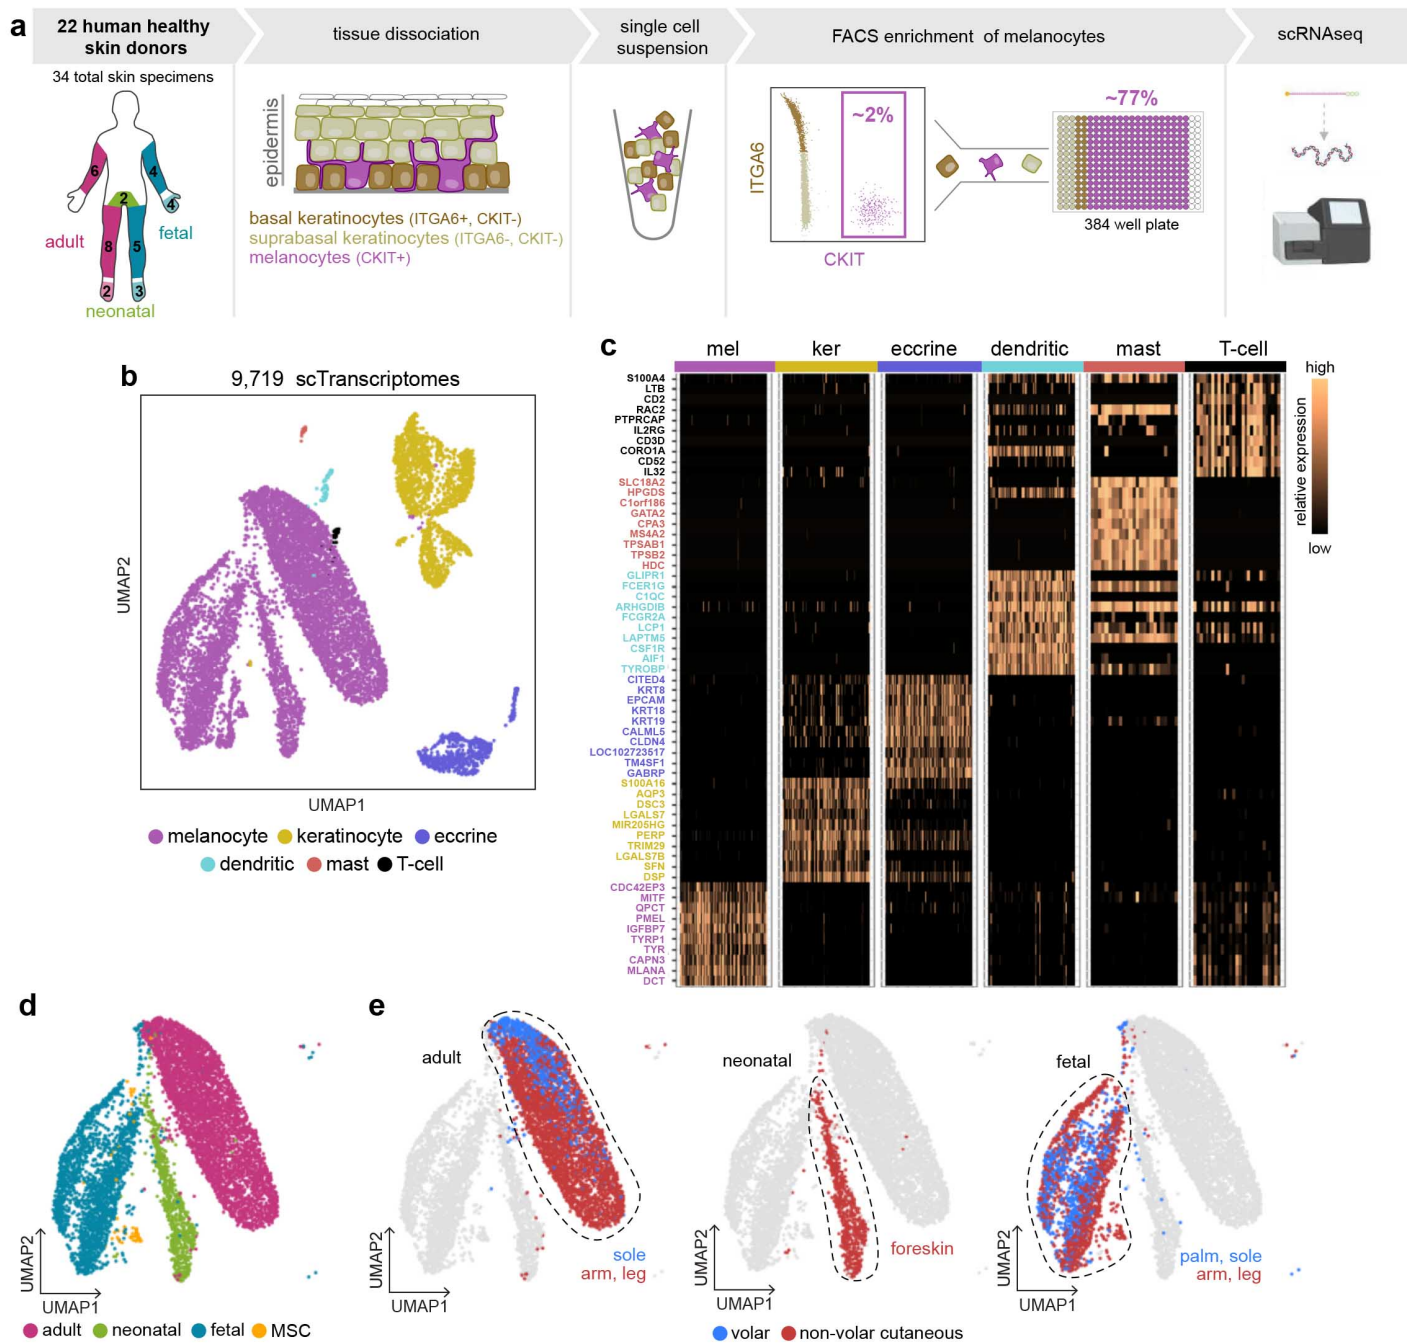 a
22 human healthy
skin donors
tissue dissociation
single cell
suspension
FACS enrichment of melanocytes
scRNAseq
34 total skin specimens
6
4
2
4
adult
fetal
8
5
2
3
neonatal
epidermis
basal keratinocytes (ITGA6+, CKIT-)
suprabasal keratinocytes (ITGA6-, CKIT-)
melanocytes (CKIT+)
ITGA6
~2%
CKIT
~77%
384 well plate
b
9,719 scTranscriptomes
UMAP2
UMAP1
melanocyte keratinocyte eccrine
dendritic mast T-cell
c
mel ker eccrine dendritic mast T-cell
S100A4
LTB
CD2
RAC2
PTPRCAP
IL2RG
CD3D
CORO1A
CD52
IL32
SLC18A2
HPGDS
C1orf186
GATA2
CPA3
MS4A2
TPSAB1
TPSB2
HDC
GLIPR1
FCER1G
C1QC
ARHGDIB
FCGR2A
LCP1
LAPTM5
CSF1R
AIF1
TYROBP
CITED4
KRT8
EPCAM
KRT18
KRT19
CALML5
CLDN4
LOC102723517
TM4SF1
GABRP
S100A16
AQP3
DSC3
LGALS7
MIR205HG
PERP
TRIM29
LGALS7B
SFN
DSP
CDC42EP3
MITF
QPCT
PMEL
IGFBP7
TYRP1
TYR
CAPN3
MLANA
DCT
high
relative expression
low
d
UMAP2
UMAP1
adult neonatal fetal MSC
e
adult
sole
arm, leg
UMAP2
UMAP1
neonatal
foreskin
UMAP2
UMAP1
fetal
palm, sole
arm, leg
UMAP2
UMAP1
volar non-volar cutaneous